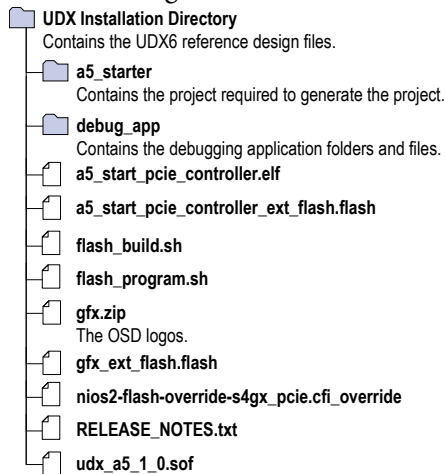 UDX Installation Directory
Contains the UDX6 reference design files.
a5_starter
Contains the project required to generate the project.
debug_app
Contains the debugging application folders and files.
a5_start_pcie_controller.elf
a5_start_pcie_controller_ext_flash.flash
flash_build.sh
flash_program.sh
gfx.zip
The OSD logos.
gfx_ext_flash.flash
nios2-flash-override-s4gx_pcie.cfi_override
RELEASE_NOTES.txt
udx_a5_1_0.sof